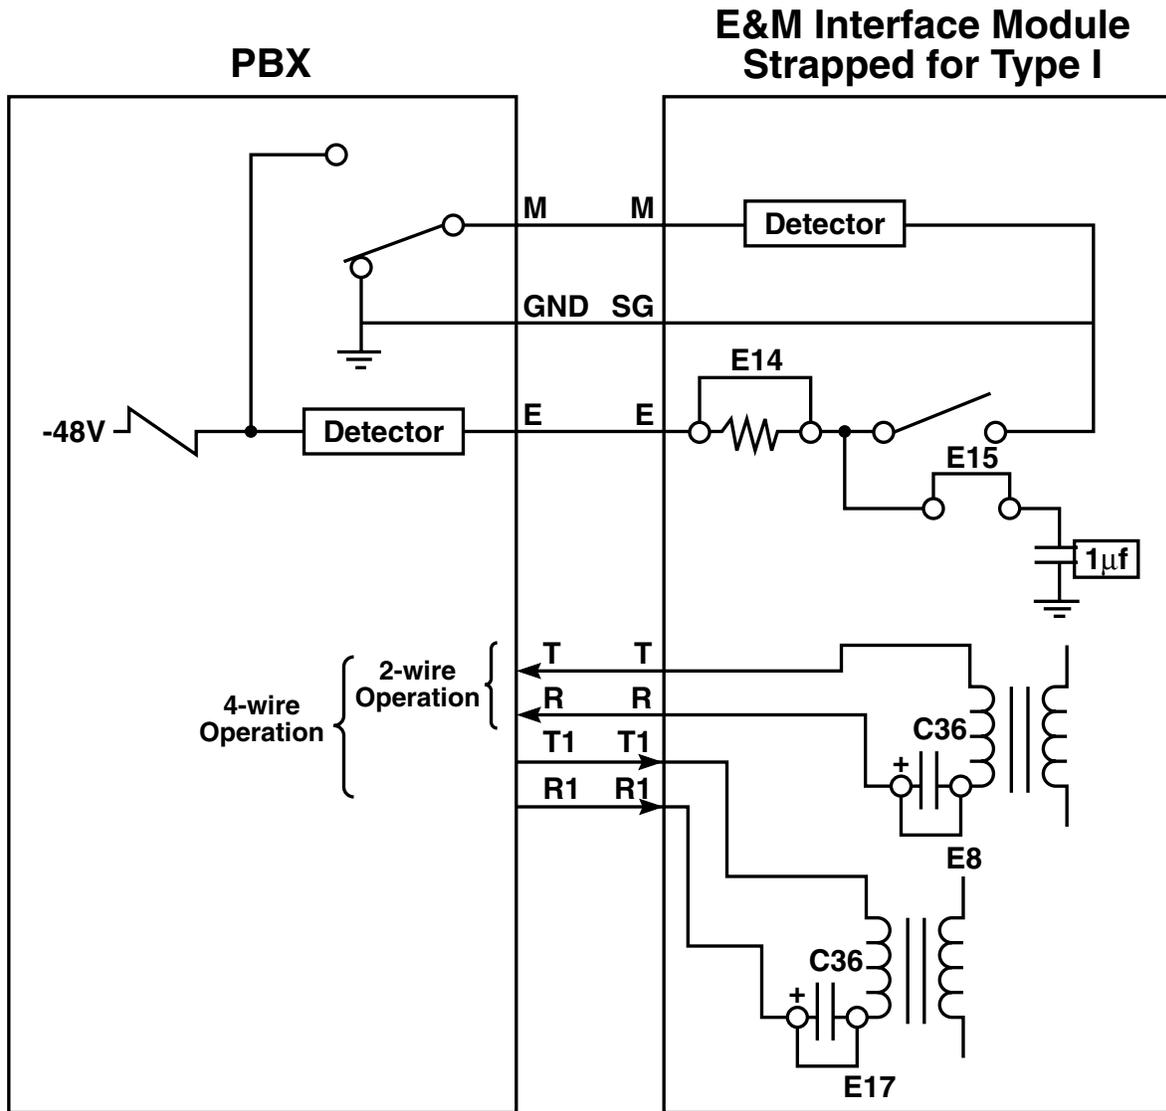 E&M Interface Module
Strapped for Type I
PBX
M M
Detector
GND SG
E14
-48V
Detector
E E
E15
1µf
T T
2-wire
Operation
R R
4-wire
Operation
C36
T1 T1
+
R1 R1
E8
C36
+
E17